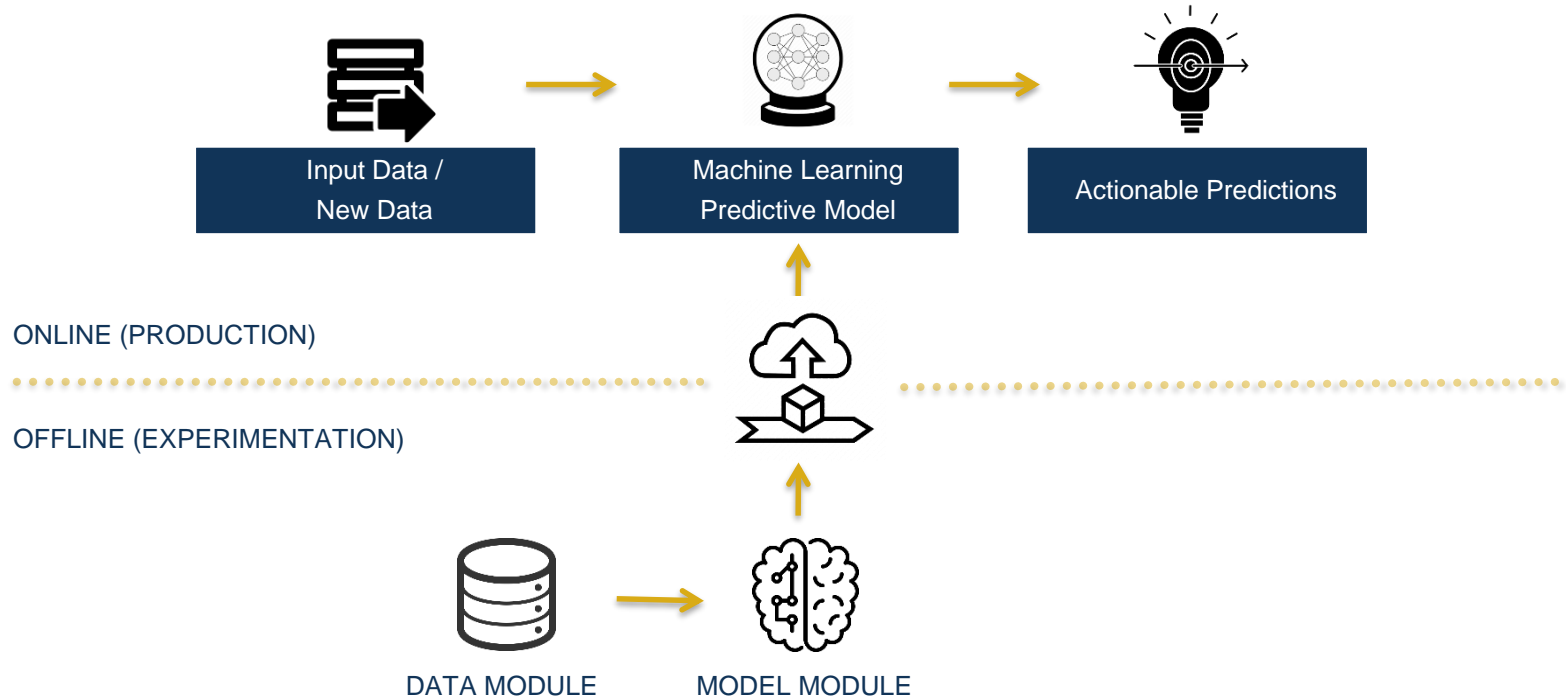 Input Data /
New Data
Machine Learning
Predictive Model
Actionable Predictions
ONLINE (PRODUCTION)
OFFLINE (EXPERIMENTATION)
DATA MODULE
MODEL MODULE